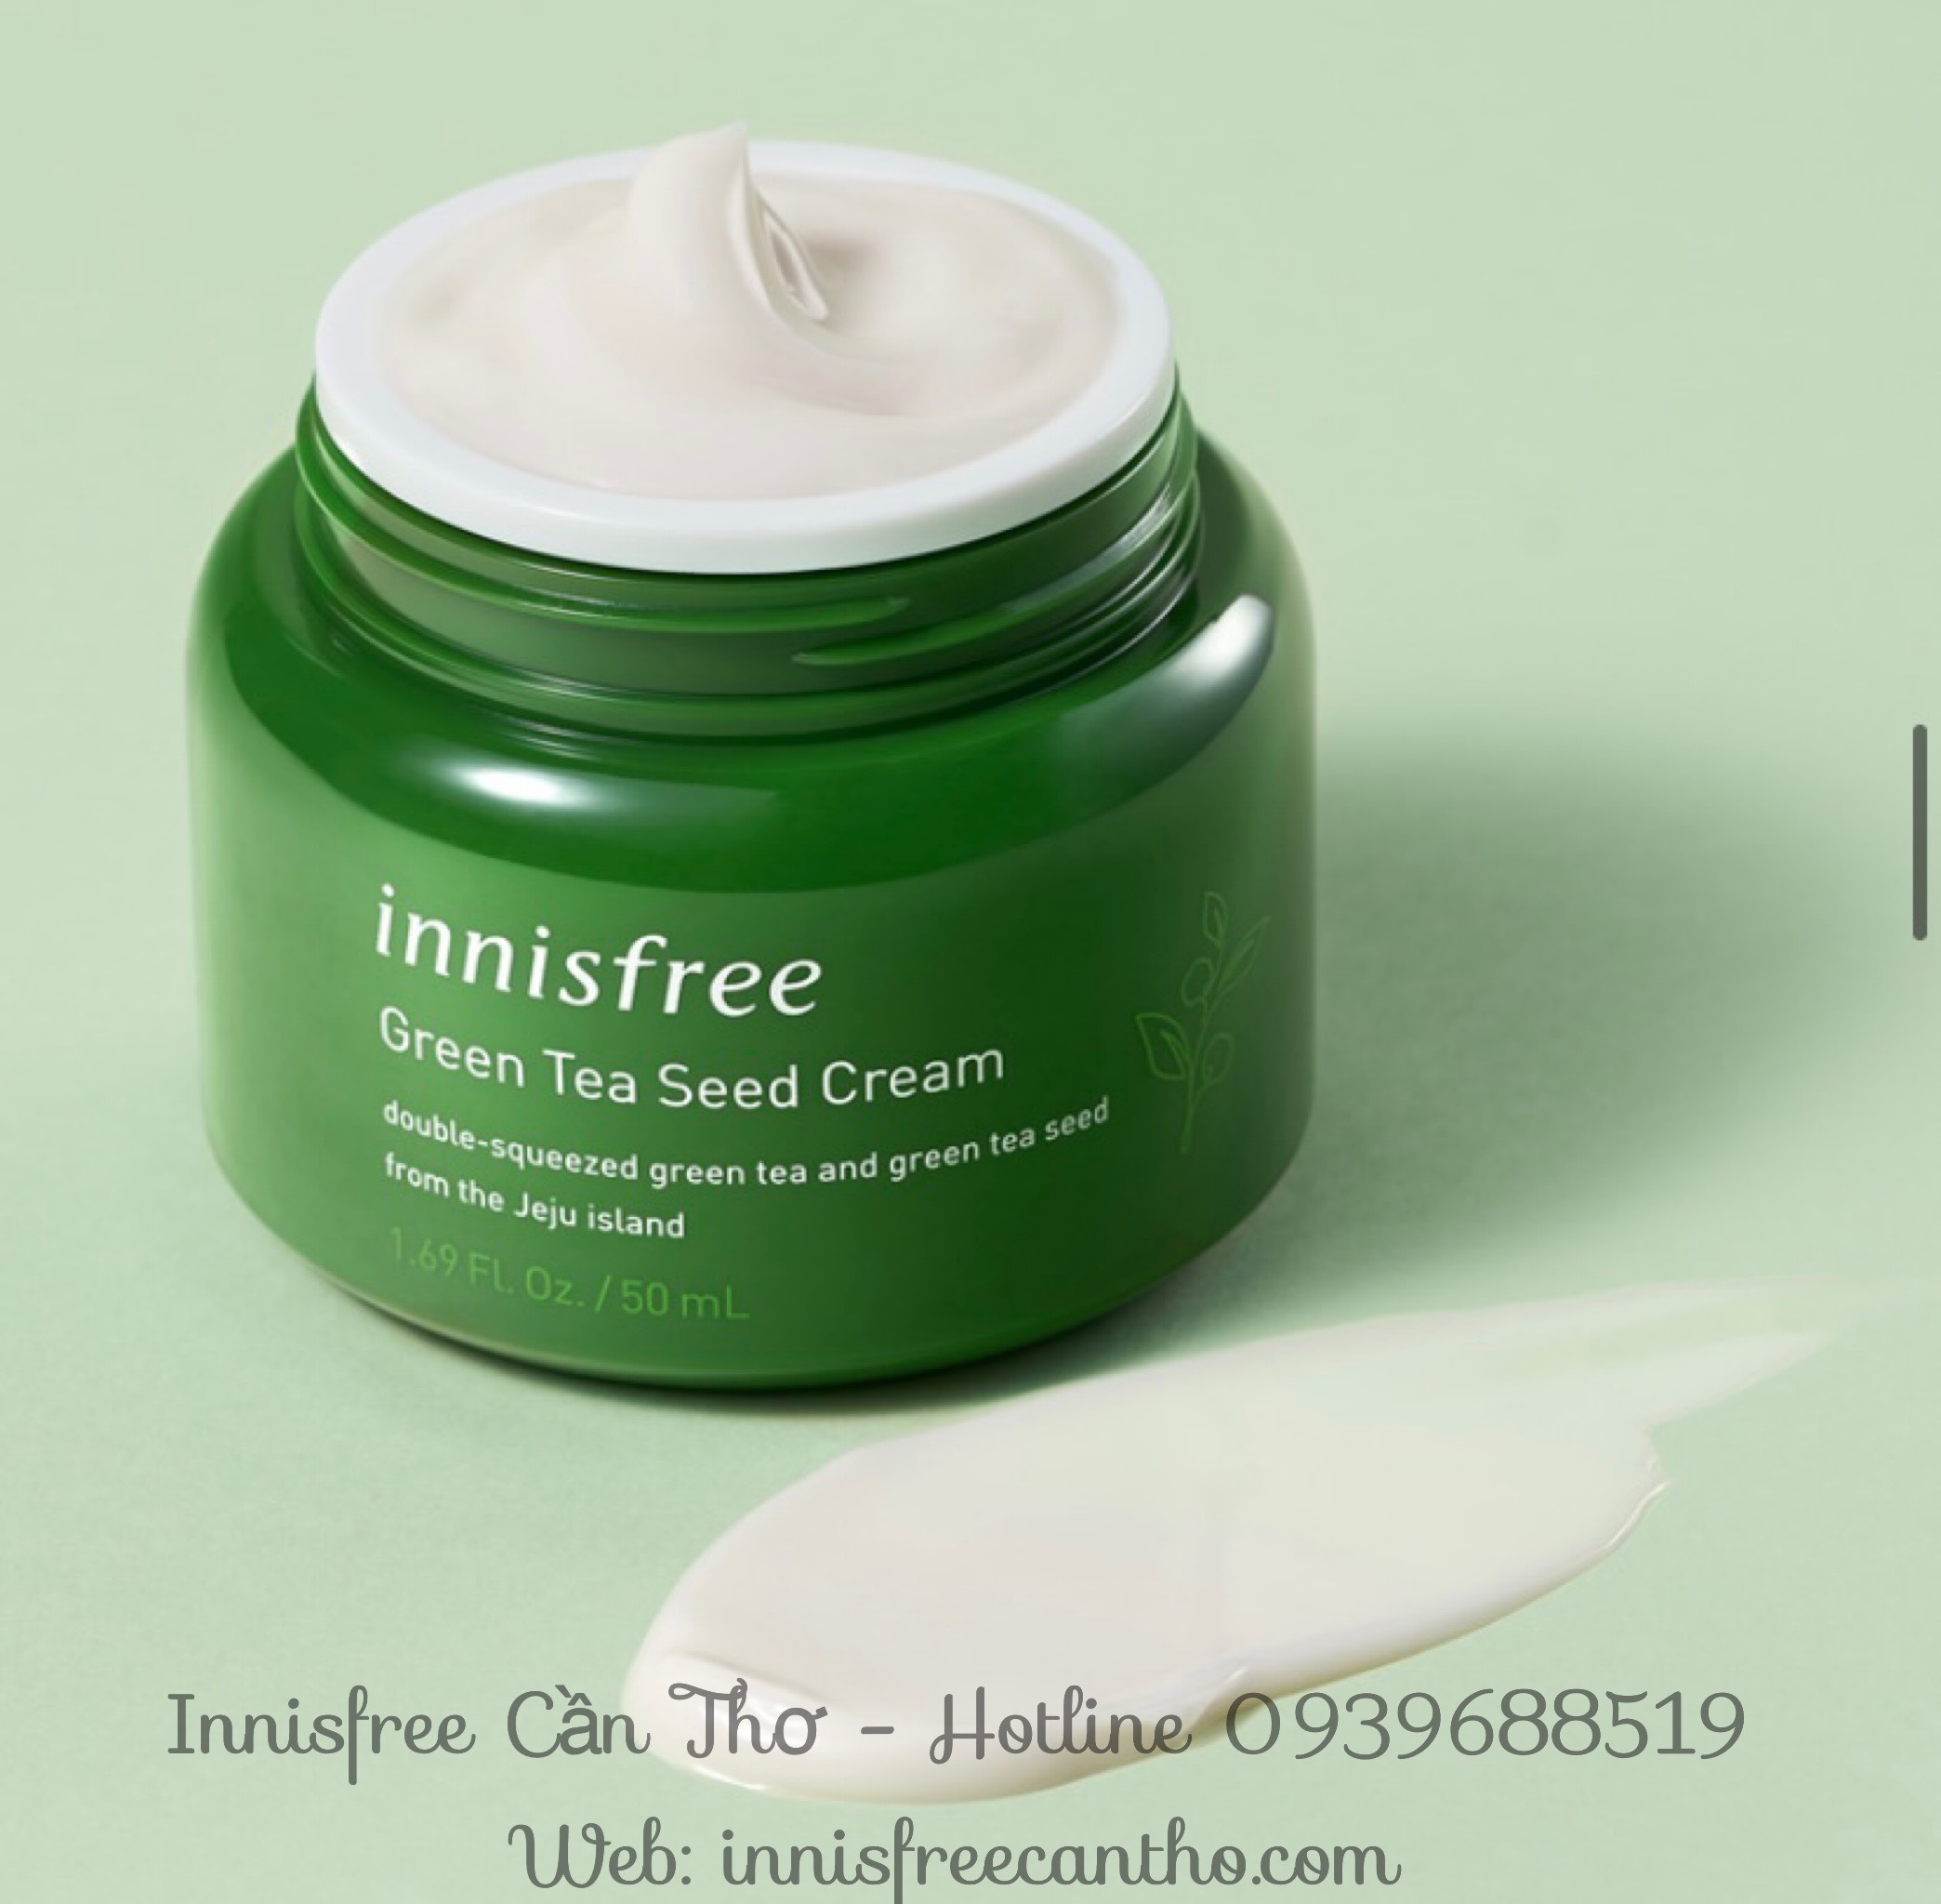 innisfree
Green Tea Seed Cream
double-squeezed green tea and green tea seed
from the Jeju island
1.69 Fl. Oz. / 50 mL
Innisfree Cần Thơ - Hotline 0939688519
Web: innisfreecantho.com